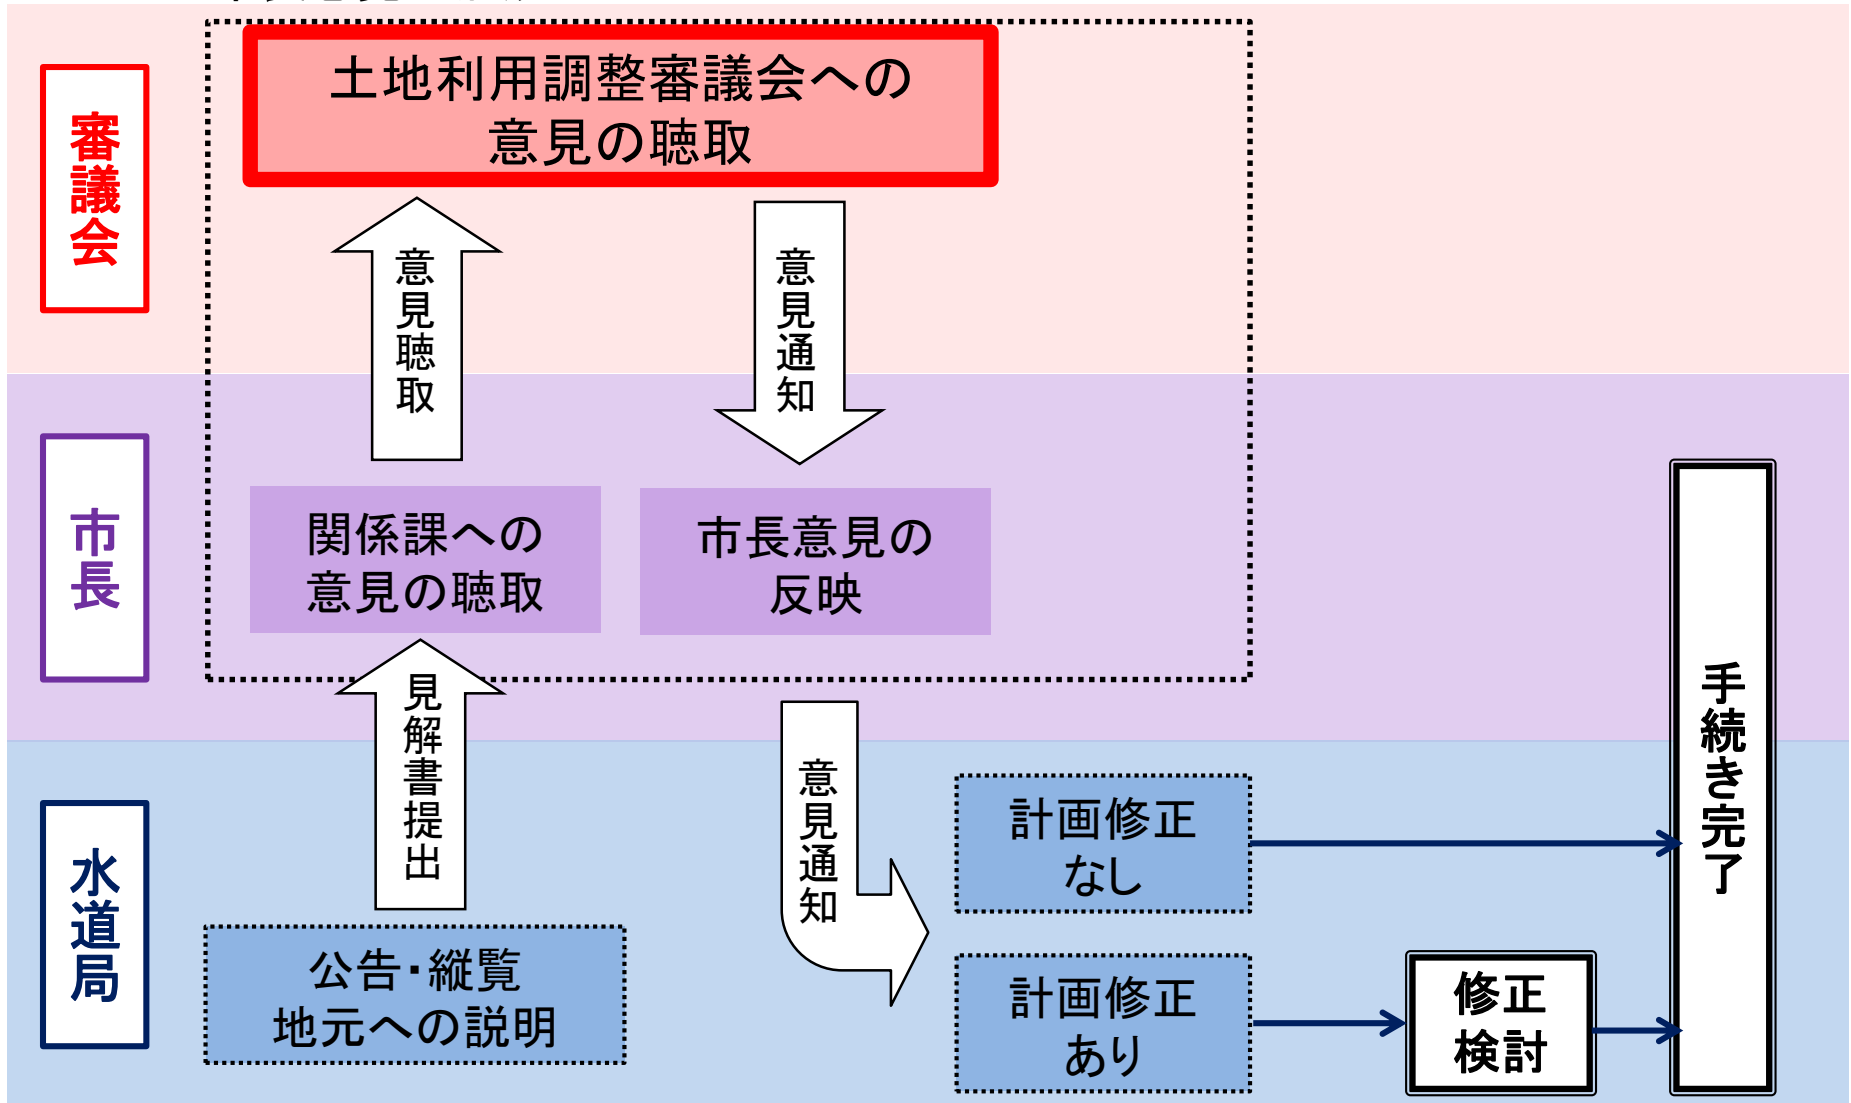 審議会
土地利用調整審議会への
意見の聴取
意見聴取
意見通知
市長
関係課への
意見の聴取
市長意見の
反映
見解書提出
意見通知
水道局
公告・縦覧
地元への説明
計画修正
なし
計画修正
あり
修正
検討
手続き完了